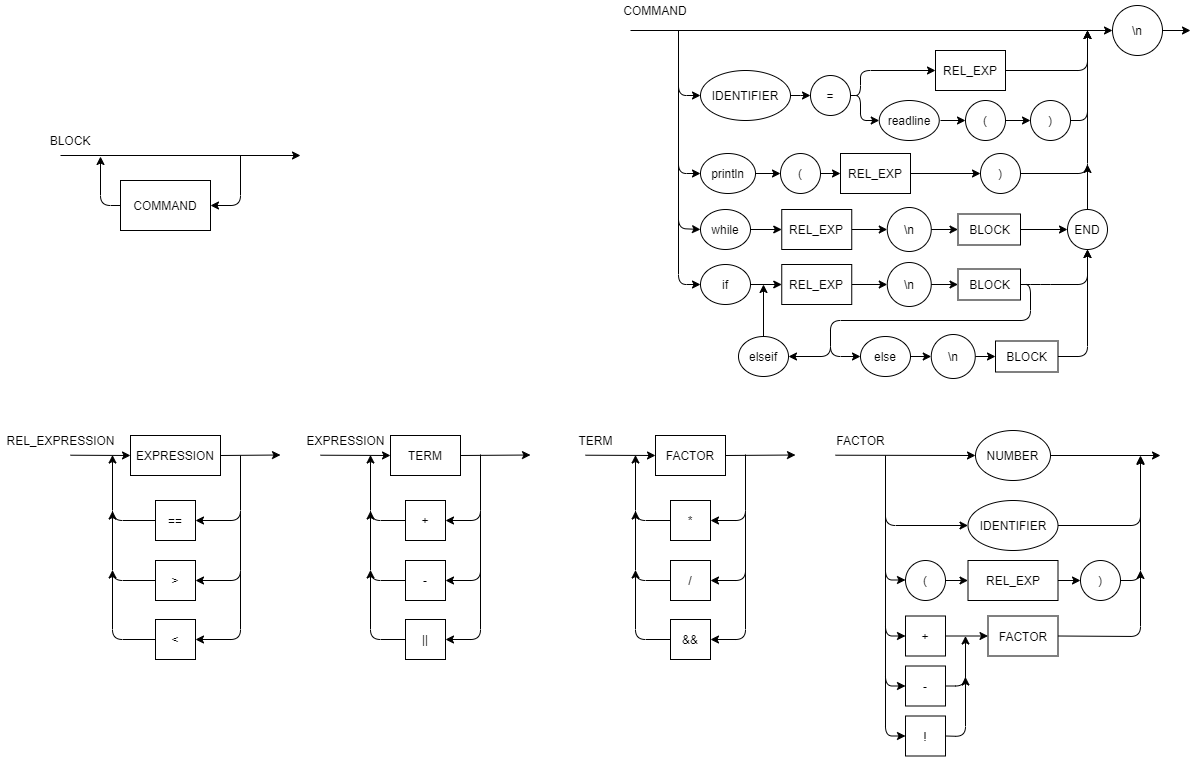 COMMAND
\n
REL_EXP
IDENTIFIER
=
readline
(
)
BLOCK
COMMAND
println
(
REL_EXP
)
while
REL_EXP
\n
BLOCK
END
if
REL_EXP
\n
BLOCK
elseif
else
\n
BLOCK
REL_EXPRESSION
EXPRESSION
==
>
<
EXPRESSION
TERM
+
-
||
TERM
FACTOR
*
/
&&
FACTOR
NUMBER
IDENTIFIER
(
REL_EXP
)
+
FACTOR
-
!